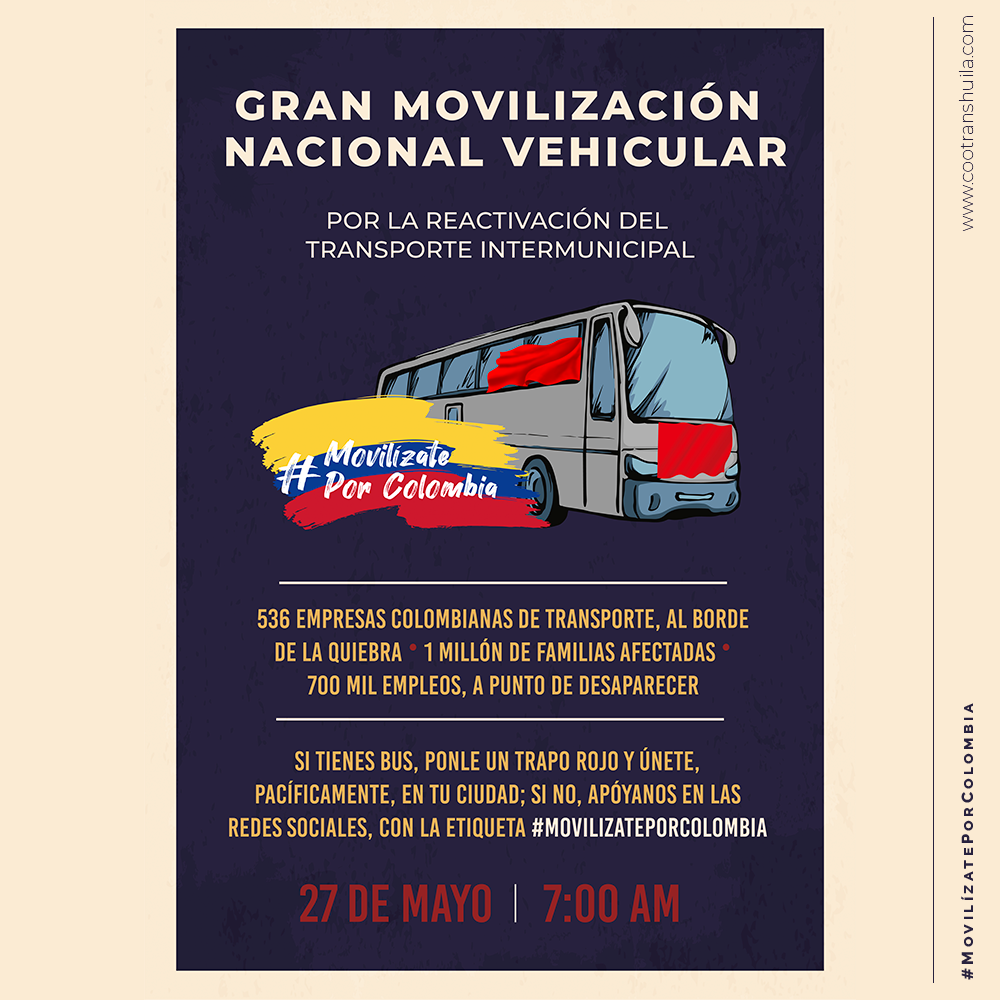 GRAN MOVILIZACIÓN
NACIONAL VEHICULAR
POR LA REACTIVACIÓN DEL
TRANSPORTE INTERMUNICIPAL
#Movilízate
Por Colombia
536 EMPRESAS COLOMBIANAS DE TRANSPORTE, AL BORDE
DE LA QUIEBRA • 1 MILLÓN DE FAMILIAS AFECTADAS •
700 MIL EMPLEOS, A PUNTO DE DESAPARECER
SI TIENES BUS, PONLE UN TRAPO ROJO Y ÚNETE,
PACÍFICAMENTE, EN TU CIUDAD; SI NO, APÓYANOS EN LAS
REDES SOCIALES, CON LA ETIQUETA #MOVILIZATEPORCOLOMBIA
27 DE MAYO | 7:00 AM
www.cootranshuila.com
#MOVILÍZATEPORCOLOMBIA